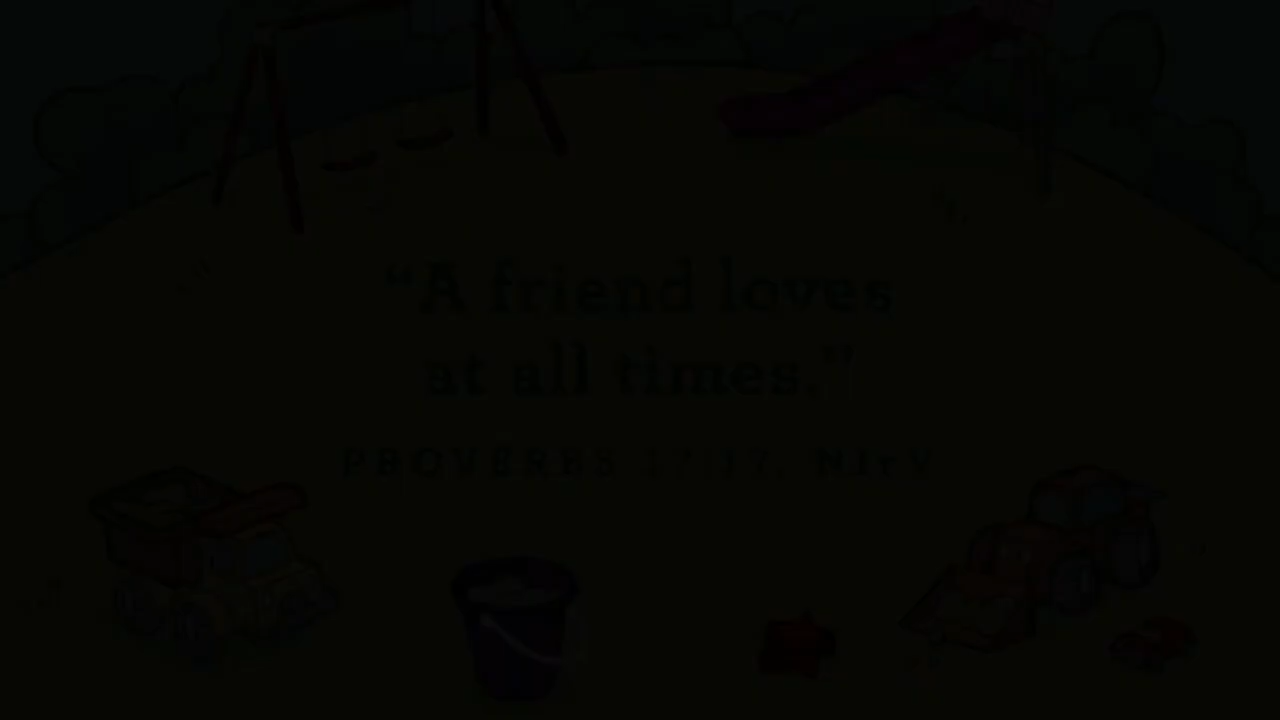 “A friend loves
at all times.”
PROVERBS 17:17, NIrV